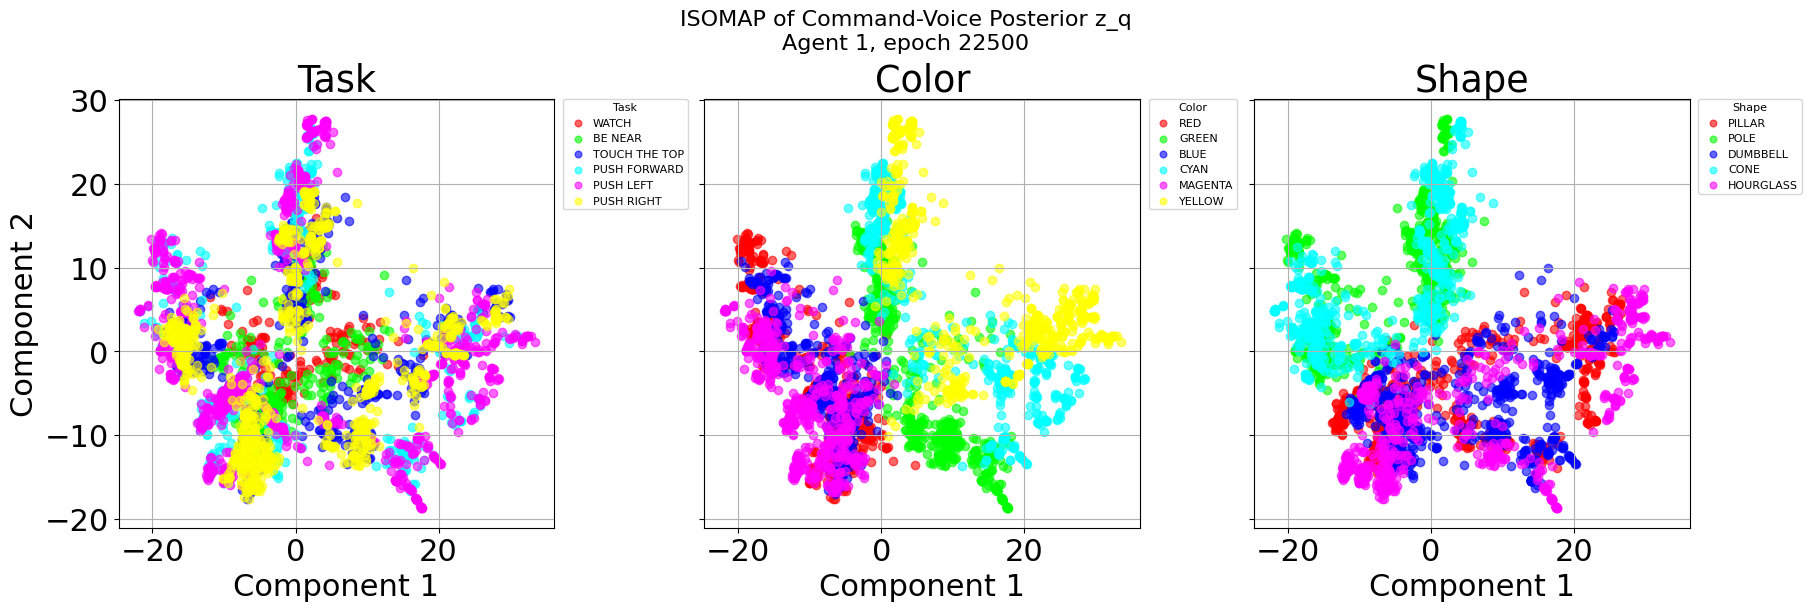 ISOMAP of Command-Voice Posterior z_q
Agent 1, epoch 22500
Task
Color
Shape
Task
WATCH
BE NEAR
TOUCH THE TOP
PUSH FORWARD
PUSH LEFT
PUSH RIGHT
Color
RED
GREEN
BLUE
CYAN
MAGENTA
YELLOW
Shape
PILLAR
POLE
DUMBBELL
CONE
HOURGLASS
Component 2
30
20
10
0
−10
−20
−20 0 20
−20 0 20
−20 0 20
Component 1
Component 1
Component 1